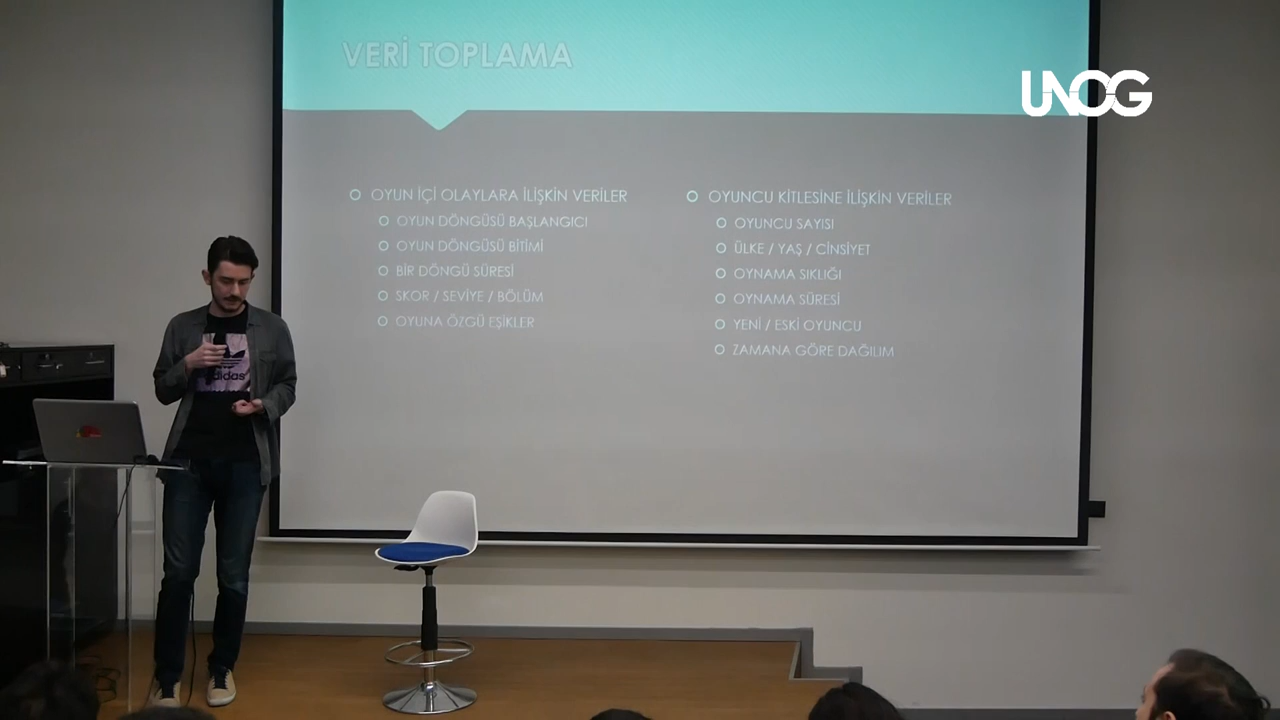 VERİ TOPLAMA
UNOG
OYUN İÇİ OLAYLARA İLİŞKİN VERİLER
OYUN DÖNGÜSÜ BAŞLANGICI
OYUN DÖNGÜSÜ BİTİMİ
BİR DÖNGÜ SÜRESİ
SKOR / SEVİYE / BÖLÜM
OYUNA ÖZGÜ EŞİKLER
OYUNCU KİTLESİNE İLİŞKİN VERİLER
OYUNCU SAYISI
ÜLKE / YAŞ / CİNSİYET
OYNAMA SIKLIĞI
OYNAMA SÜRESİ
YENİ / ESKİ OYUNCU
ZAMANA GÖRE DAĞILIM
adidas